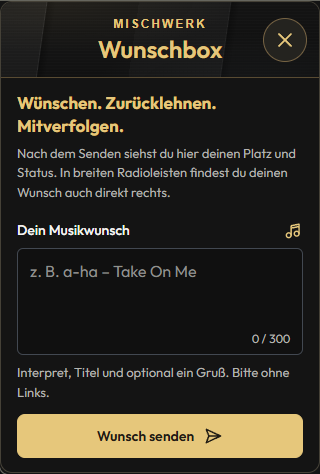 MISCHWERK
Wunschbox
Wünschen. Zurücklehnen.
Mitverfolgen.
Nach dem Senden siehst du hier deinen Platz und
Status. In breiten Radioleisten findest du deinen
Wunsch auch direkt rechts.
Dein Musikwunsch
z. B. a-ha – Take On Me
0 / 300
Interpret, Titel und optional ein Gruß. Bitte ohne
Links.
Wunsch senden